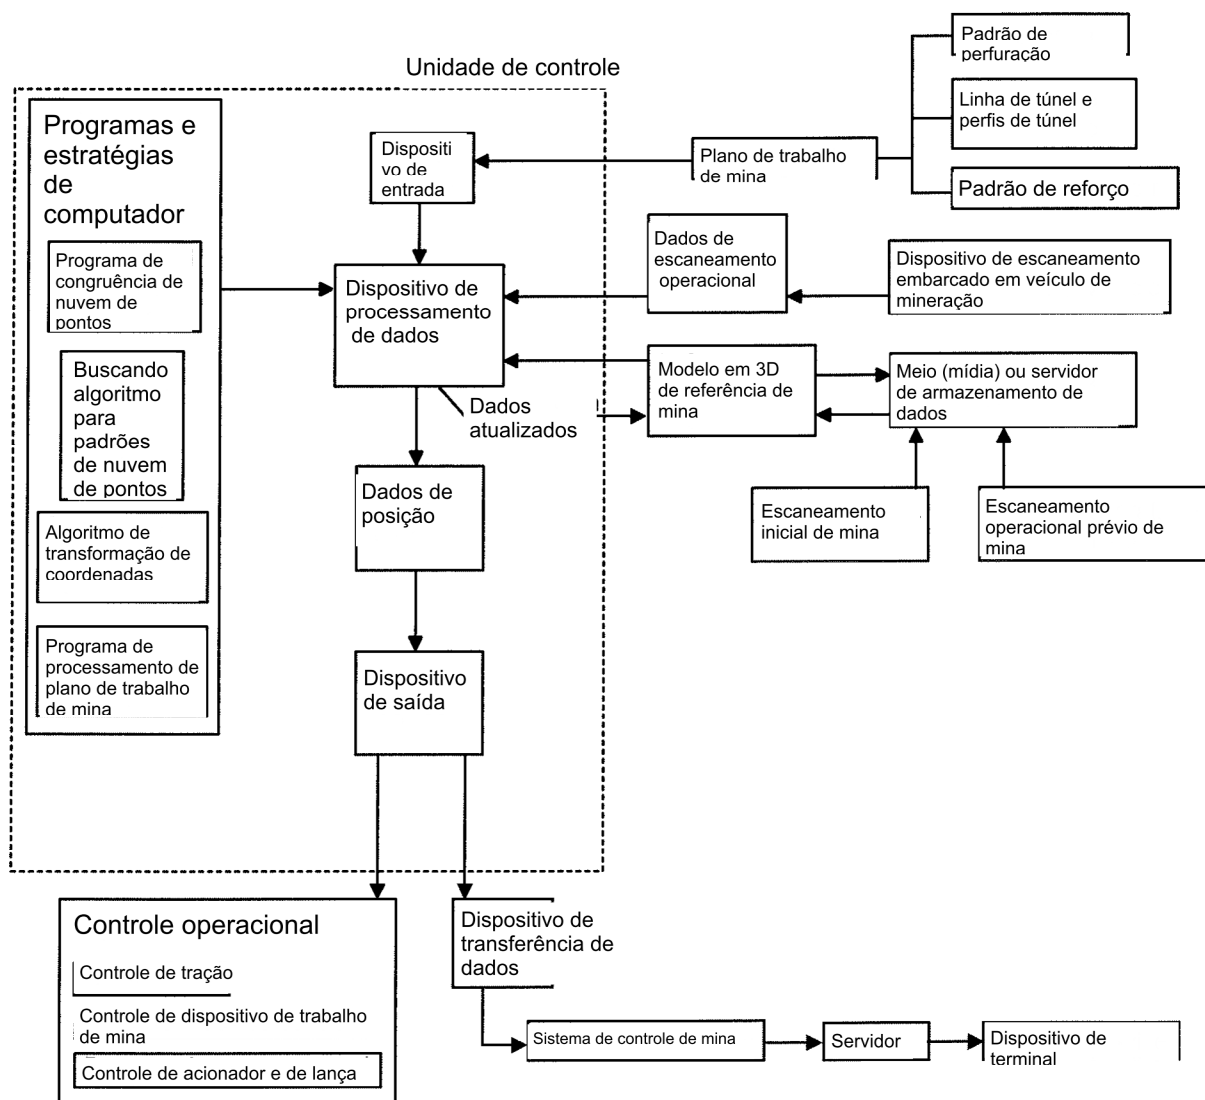 Unidade de controle
Programas e
estratégias
de
computador
Programa de
congruência de
nuvem de
pontos
Buscando
algoritmo
para
padrões
de nuvem
de pontos
Algoritmo de
transformação de
coordenadas
Programa de
processamento de
plano de trabalho
de mina
Dispositi
vo de
entrada
Dispositivo de
processamento
de dados
Dados
atualizados
Dados de
posição
Dispositivo
de saída
Plano de trabalho
de mina
Padrão de
perfuração
Linha de túnel e
perfis de túnel
Padrão de reforço
Dados de
escaneamento
operacional
Dispositivo de escaneamento
embarcado em veículo de
mineração
Modelo em 3D
de referência de
mina
Meio (mídia) ou servidor
de armazenamento de
dados
Escaneamento
inicial de mina
Escaneamento
operacional prévio de
mina
Controle operacional
Controle de tração
Controle de dispositivo de trabalho
de mina
Controle de acionador e de lança
Dispositivo de
transferência de
dados
Sistema de controle de mina
Servidor
Dispositivo de
terminal